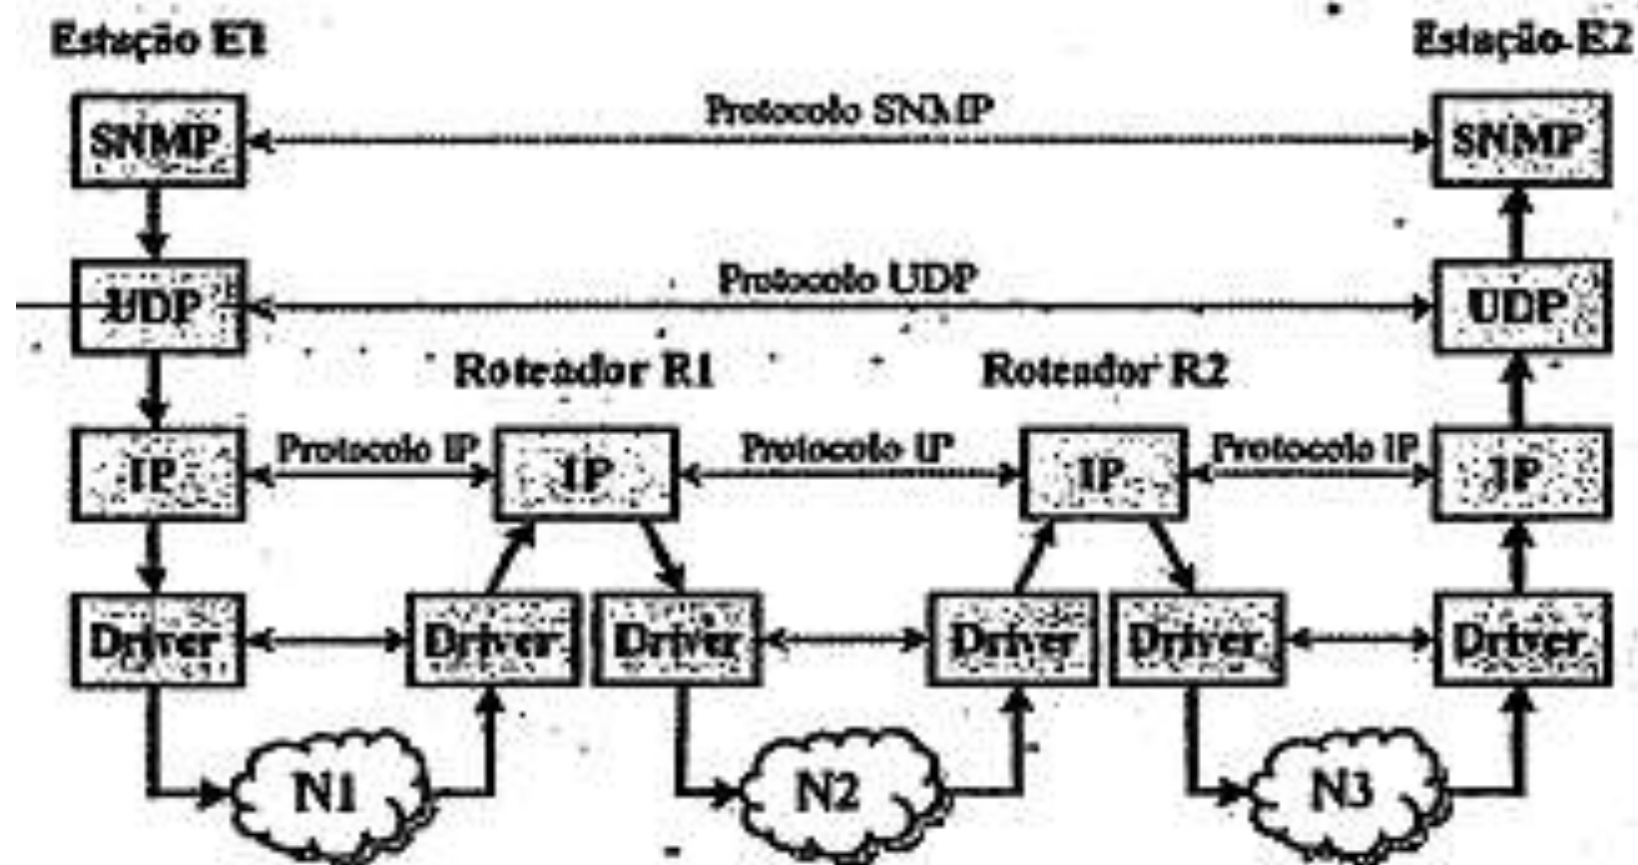 Estação E1 Estação E2
SNMP Protocolo SNMP SNMP
UDP Protocolo UDP UDP
Roteador R1 Roteador R2
IP Protocolo IP IP Protocolo IP IP Protocolo IP IP
Driver Driver Driver Driver Driver Driver
N1 N2 N3